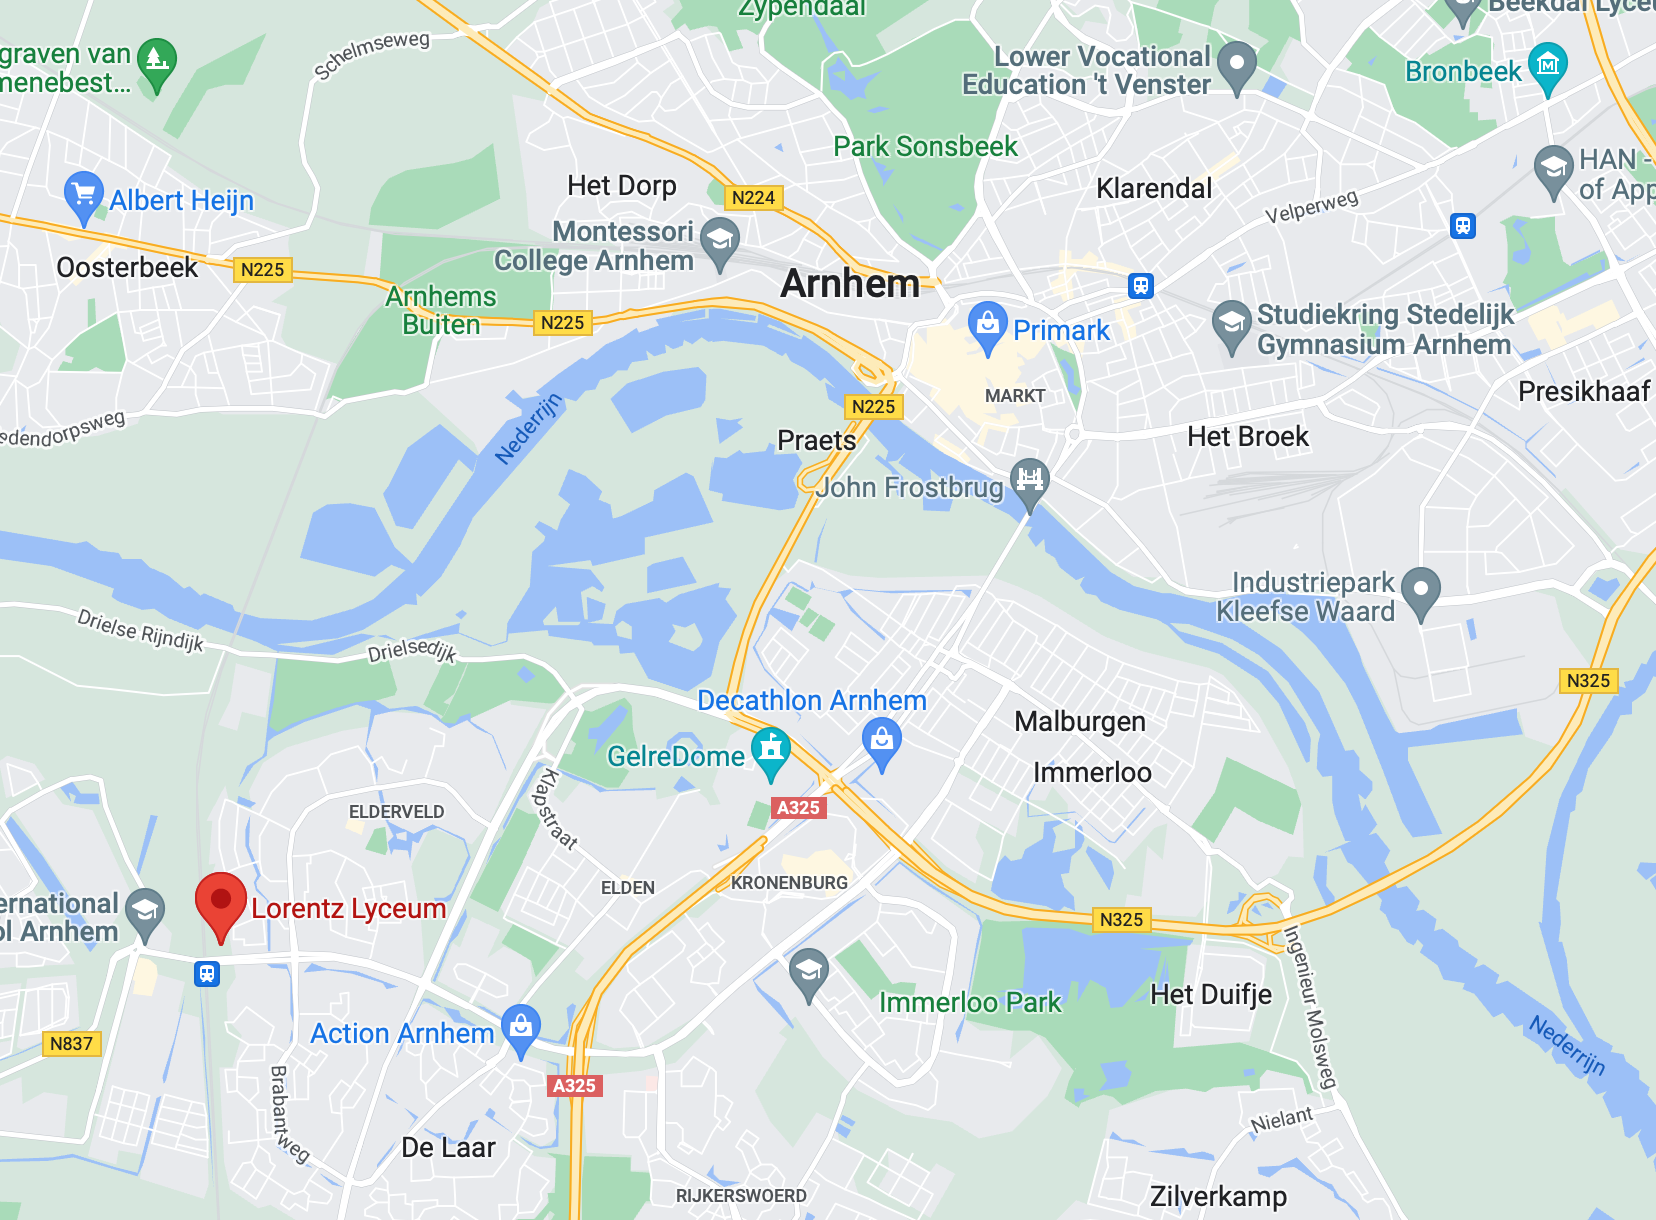 Zypendaal
Beekdal Lyceu
Schelmseweg
graven van
menebest...
Lower Vocational
Education 't Venster
Bronbeek
Park Sonsbeek
HAN -
of App
Het Dorp
N224
Klarendal
Albert Heijn
Velperweg
Montessori
College Arnhem
Oosterbeek
N225
Arnhem
Arnhems
Buiten
N225
Primark
Studiekring Stedelijk
Gymnasium Arnhem
MARKT
Presikhaaf
N225
edendorpsweg
Nederrijn
Praets
Het Broek
John Frostbrug
Industriepark
Kleefse Waard
Drielse Rijndijk
Drielsedijk
N325
Decathlon Arnhem
Malburgen
GelreDome
Immerloo
A325
Klapstraat
ELDERVELD
ELDEN
KRONENBURG
ernational
ol Arnhem
Lorentz Lyceum
N325
Ingenieur Molsweg
Het Duifje
Immerloo Park
Action Arnhem
N837
Nederrijn
A325
Brabantweg
Nielant
De Laar
RIJKERSWOERD
Zilverkamp